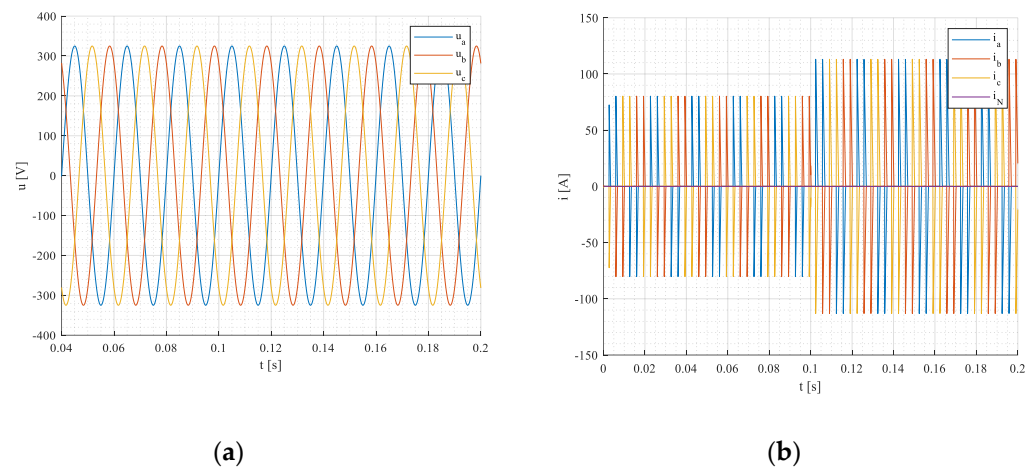 400
300
200
100
0
-100
-200
-300
-400
u [V]
0.04
0.06
0.08
0.1
0.12
0.14
0.16
0.18
0.2
t [s]
u_a
u_b
u_c
(a)
150
100
50
0
-50
-100
-150
i [A]
0
0.02
0.04
0.06
0.08
0.1
0.12
0.14
0.16
0.18
0.2
t [s]
i_a
i_b
i_c
i_N
(b)